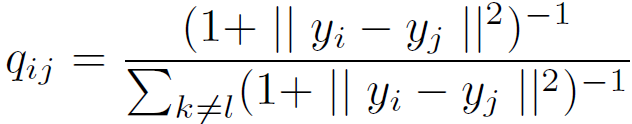 q_{ij} = \frac{(1+ || y_i - y_j ||^2)^{-1}}{\sum_{k \neq l}(1+ || y_i - y_j ||^2)^{-1}}